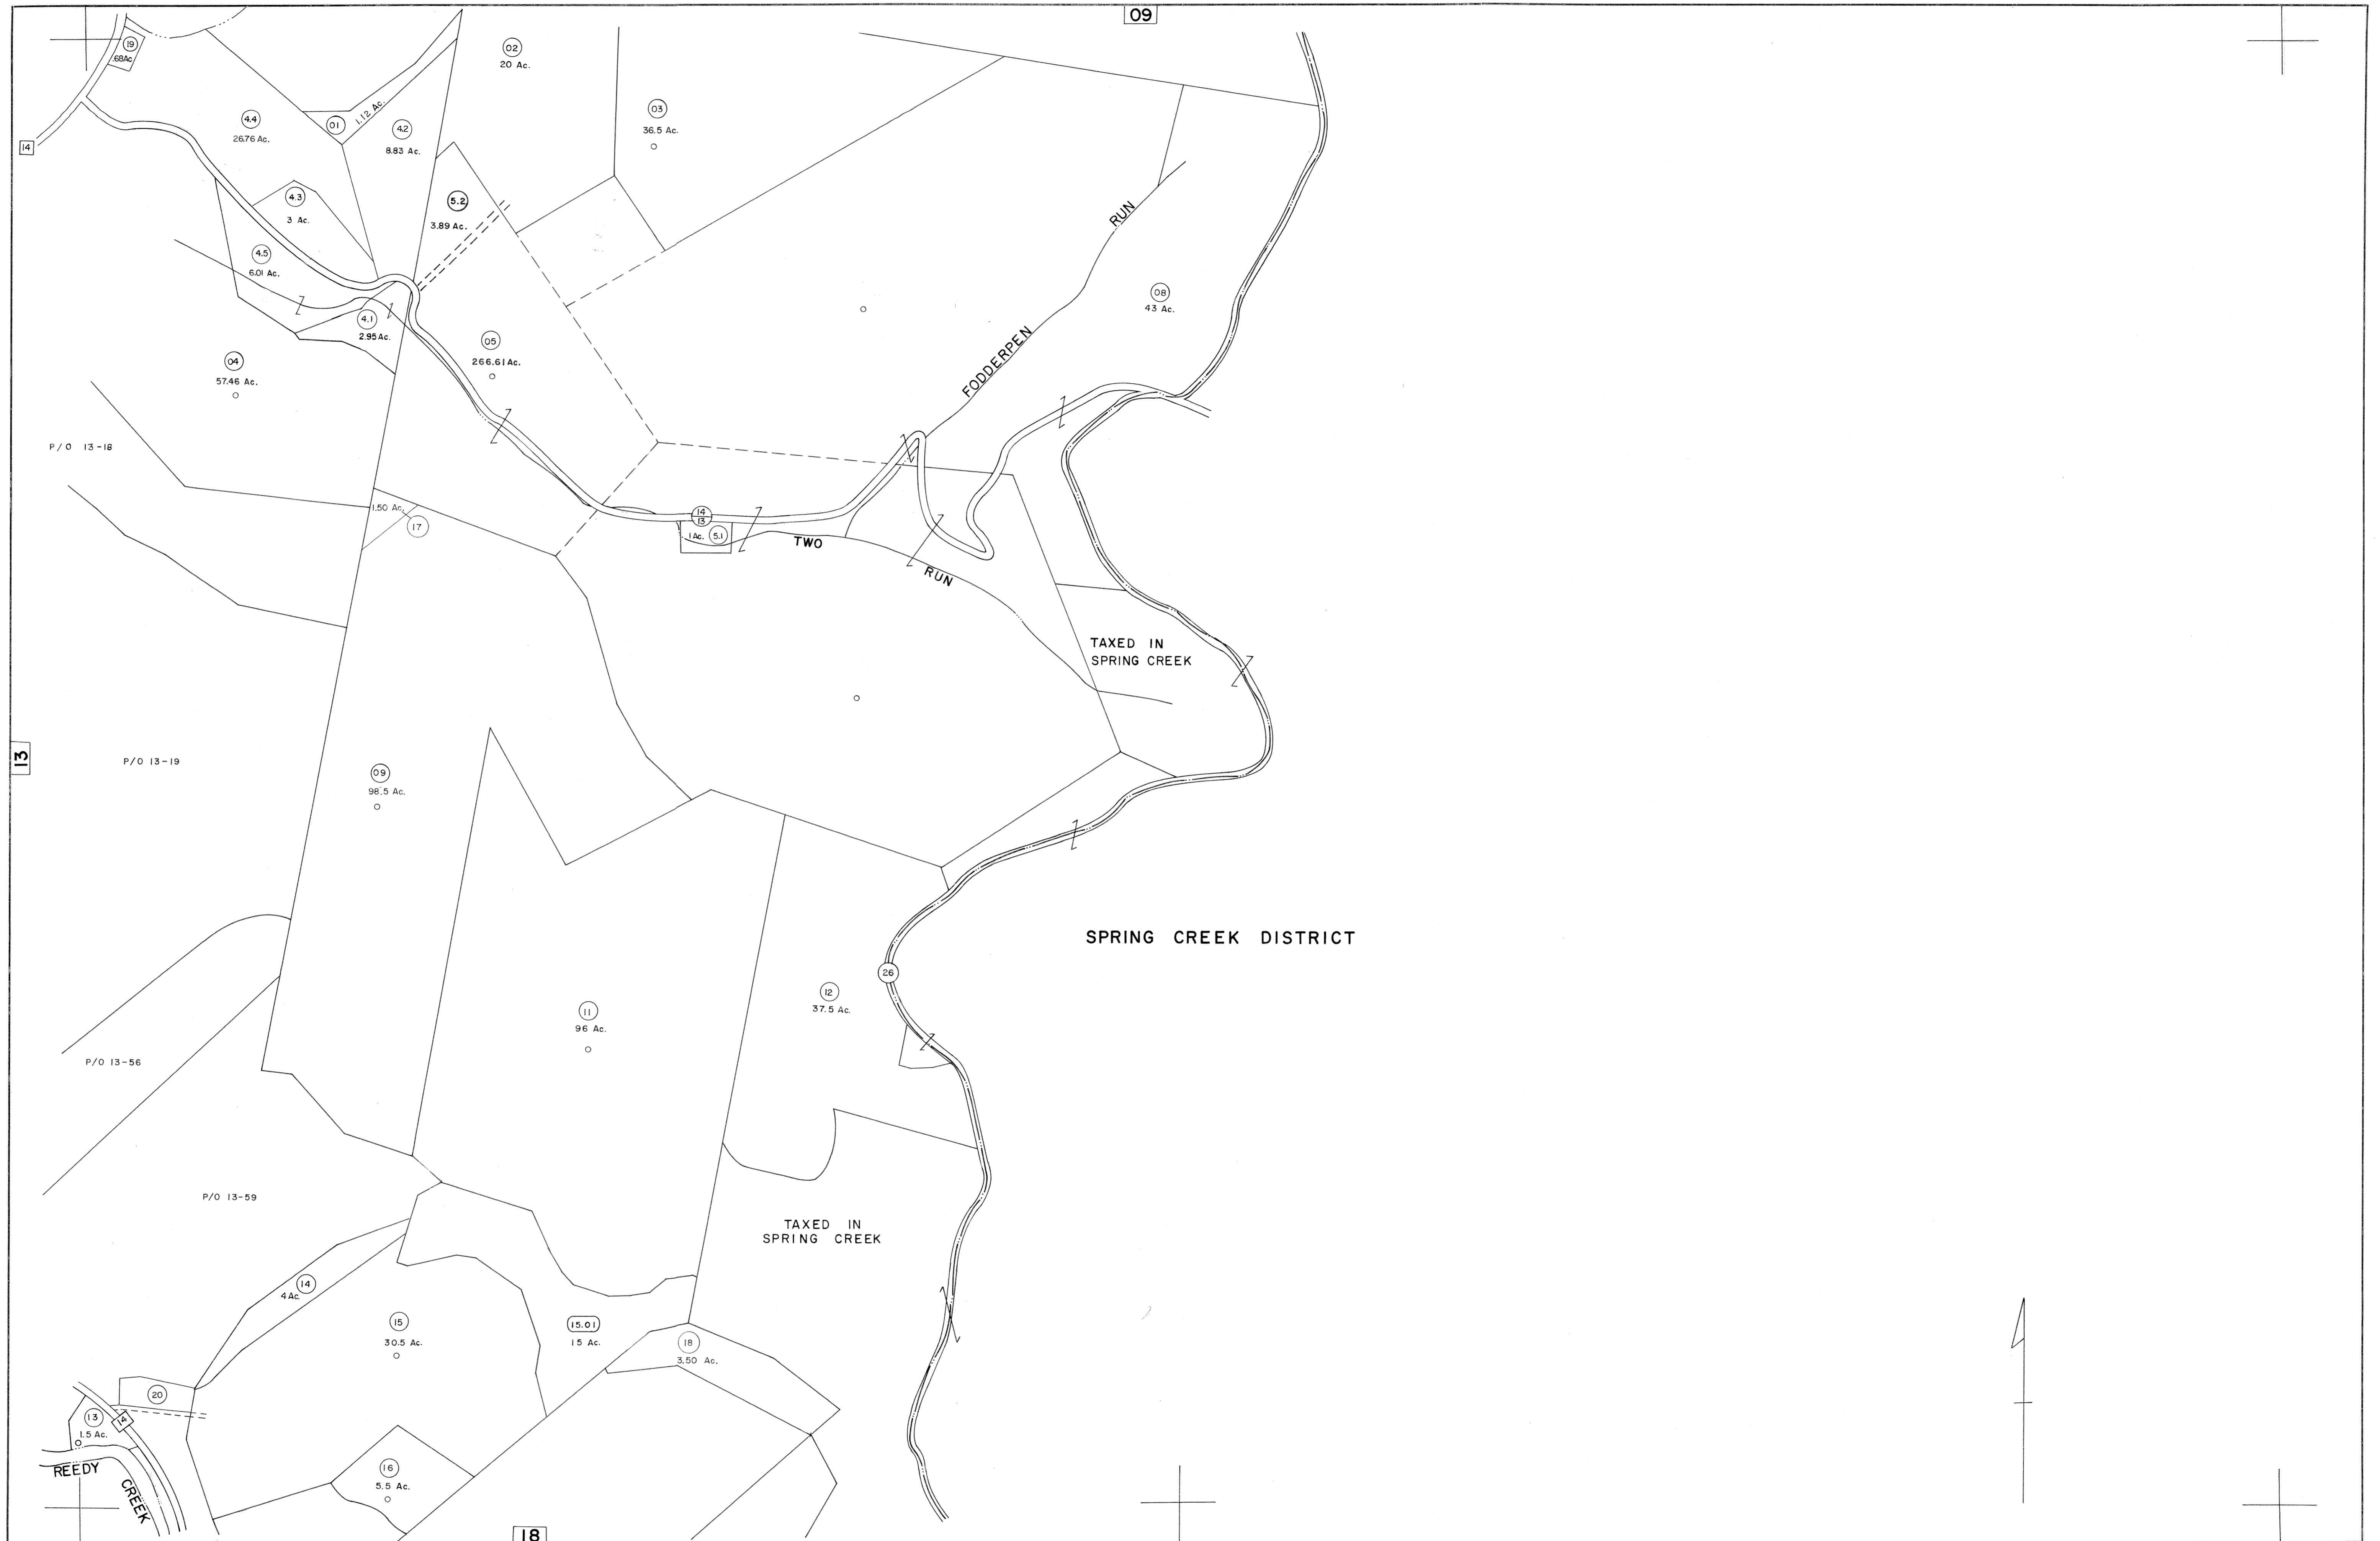 09
19
.68Ac
02
20 Ac.
03
36.5 Ac.
4.4
26.76 Ac.
01
1.12 Ac.
4.2
8.83 Ac.
14
4.3
3 Ac.
5.2
3.89 Ac.
RUN
4.5
6.01 Ac.
08
43 Ac.
4.1
2.95 Ac.
05
266.61 Ac.
FODDERPEN
04
57.46 Ac.
P/O 13-18
1.50 Ac.
17
14
13
1 Ac.
5.1
TWO
RUN
TAXED IN
SPRING CREEK
13
P/O 13-19
09
98.5 Ac.
SPRING CREEK DISTRICT
26
12
37.5 Ac.
11
96 Ac.
P/O 13-56
P/O 13-59
TAXED IN
SPRING CREEK
14
4 Ac.
15
30.5 Ac.
15.01
15 Ac.
18
3.50 Ac.
20
13
1.5 Ac.
14
REEDY
CREEK
16
5.5 Ac.
18